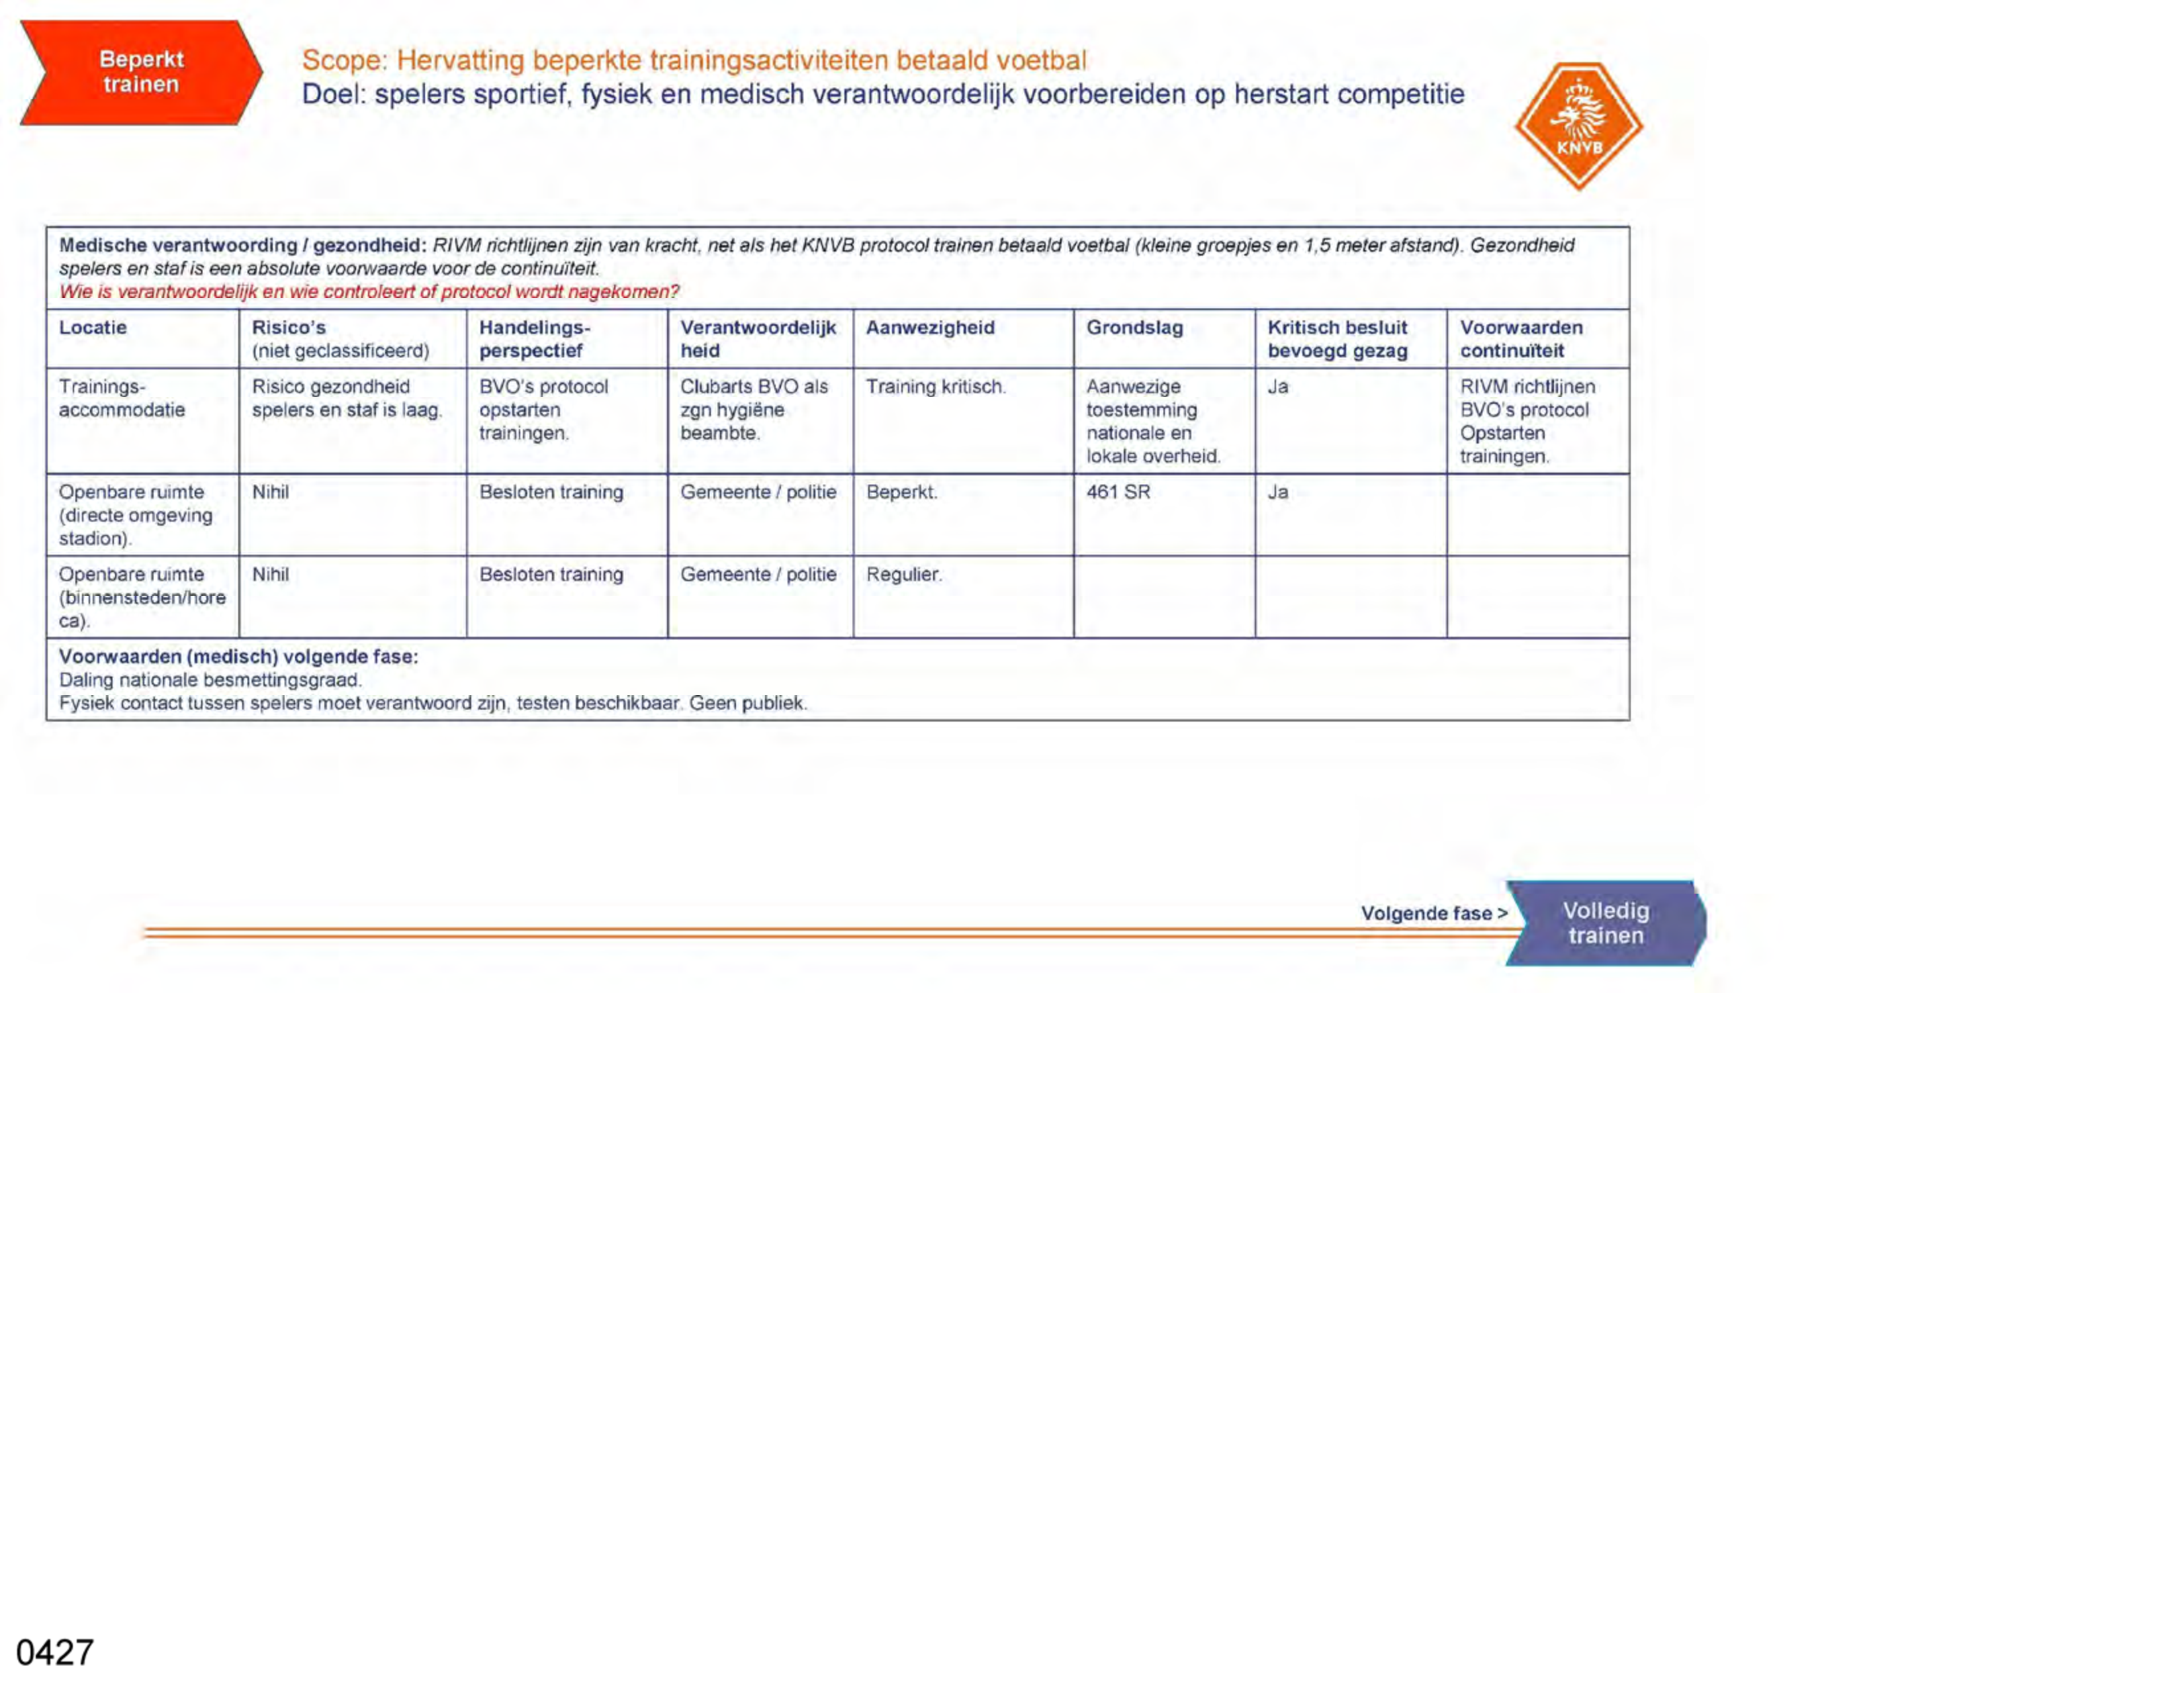 Beperkt
trainen
Scope: Hervatting beperkte trainingsactiviteiten betaald voetbal
Doel: spelers sportief, fysiek en medisch verantwoordelijk voorbereiden op herstart competitie
KNVB
Medische verantwoording / gezondheid: RIVM richtlijnen zijn van kracht, net als het KNVB protocol trainen betaald voetbal (kleine groepjes en 1,5 meter afstand). Gezondheid
spelers en staf is een absolute voorwaarde voor de continuïteit.
Wie is verantwoordelijk en wie controleert of protocol wordt nagekomen?
Locatie
Risico's
(niet geclassificeerd)
Handelings-
perspectief
Verantwoordelijk
heid
Aanwezigheid
Grondslag
Kritisch besluit
bevoegd gezag
Voorwaarden
continuïteit
Trainings-
accommodatie
Risico gezondheid
spelers en staf is laag.
BVO's protocol
opstarten
trainingen.
Clubarts BVO als
zgn hygiëne
beambte.
Training kritisch.
Aanwezige
toestemming
nationale en
lokale overheid.
Ja
RIVM richtlijnen
BVO's protocol
Opstarten
trainingen.
Openbare ruimte
(directe omgeving
stadion).
Nihil
Besloten training
Gemeente / politie
Beperkt.
461 SR
Ja
Openbare ruimte
(binnensteden/hore
ca).
Nihil
Besloten training
Gemeente / politie
Regulier.
Voorwaarden (medisch) volgende fase:
Daling nationale besmettingsgraad.
Fysiek contact tussen spelers moet verantwoord zijn, testen beschikbaar. Geen publiek.
Volgende fase >
Volledig
trainen
0427